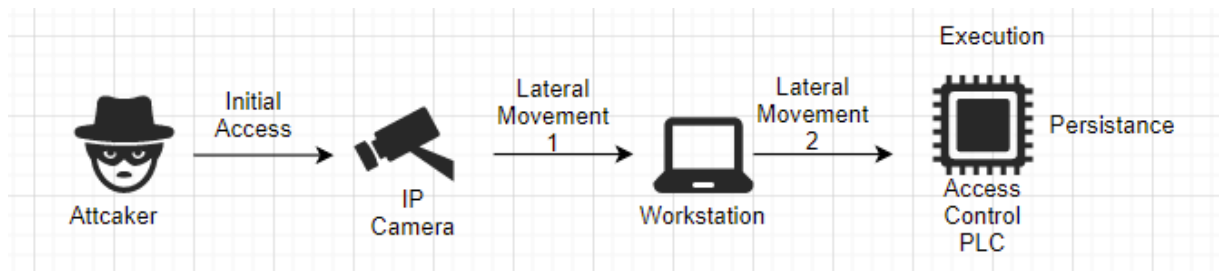 Initial
Access
Attcaker
IP
Camera
Lateral
Movement
1
Workstation
Lateral
Movement
2
Execution
Persistance
Access
Control
PLC